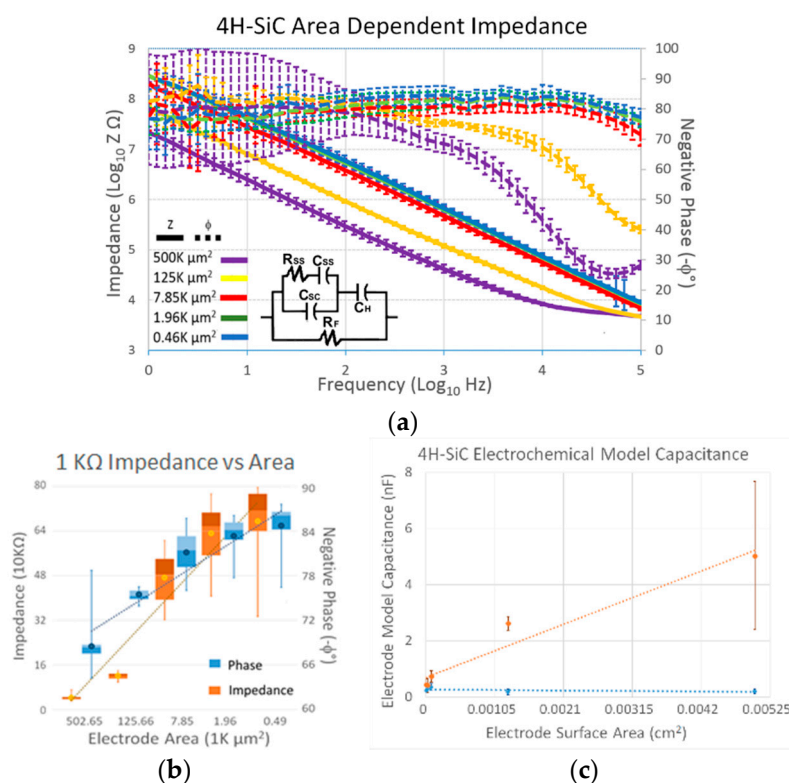 4H-SiC Area Dependent Impedance
Impedance (Log10 Z Ω)
9
8
7
6
5
4
3
100
90
80
70
60
50
40
30
20
10
0
Negative Phase (-ϕ°)
Z ϕ
500K µm²
125K µm²
7.85K µm²
1.96K µm²
0.46K µm²
RSS CSS
CSC
CH
RF
0 1 2 3 4 5
Frequency (Log10 Hz)
(a)
1 KΩ Impedance vs Area
Impedance (10KΩ)
80
64
48
32
16
0
90
84
78
72
66
60
Negative Phase (-ϕ°)
Phase
Impedance
502.65 125.66 7.85 1.96 0.49
Electrode Area (1K µm²)
(b)
4H-SiC Electrochemical Model Capacitance
Electrode Model Capacitance (nF)
8
6
4
2
0
0 0.00105 0.0021 0.00315 0.0042 0.00525
Electrode Surface Area (cm²)
(c)